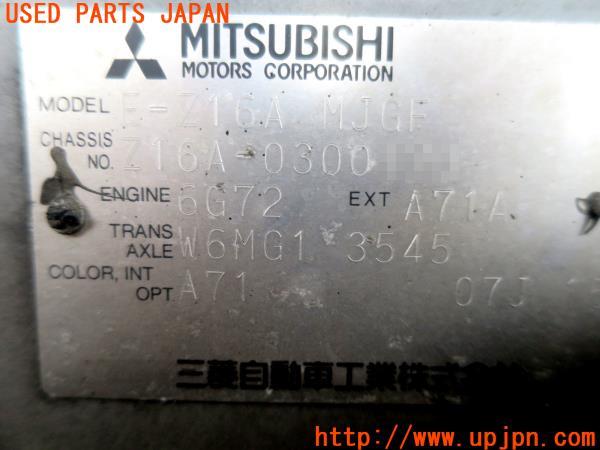 USED PARTS JAPAN
MITSUBISHI
MOTORS CORPORATION
MODEL E-Z16A MJGF
CHASSIS NO. Z16A-0300
ENGINE 6G72 EXT A71A
TRANS AXLE W6MG1 3545
COLOR, INT OPT A71 07J
三菱自動車工業株式会
http://www.upjpn.com